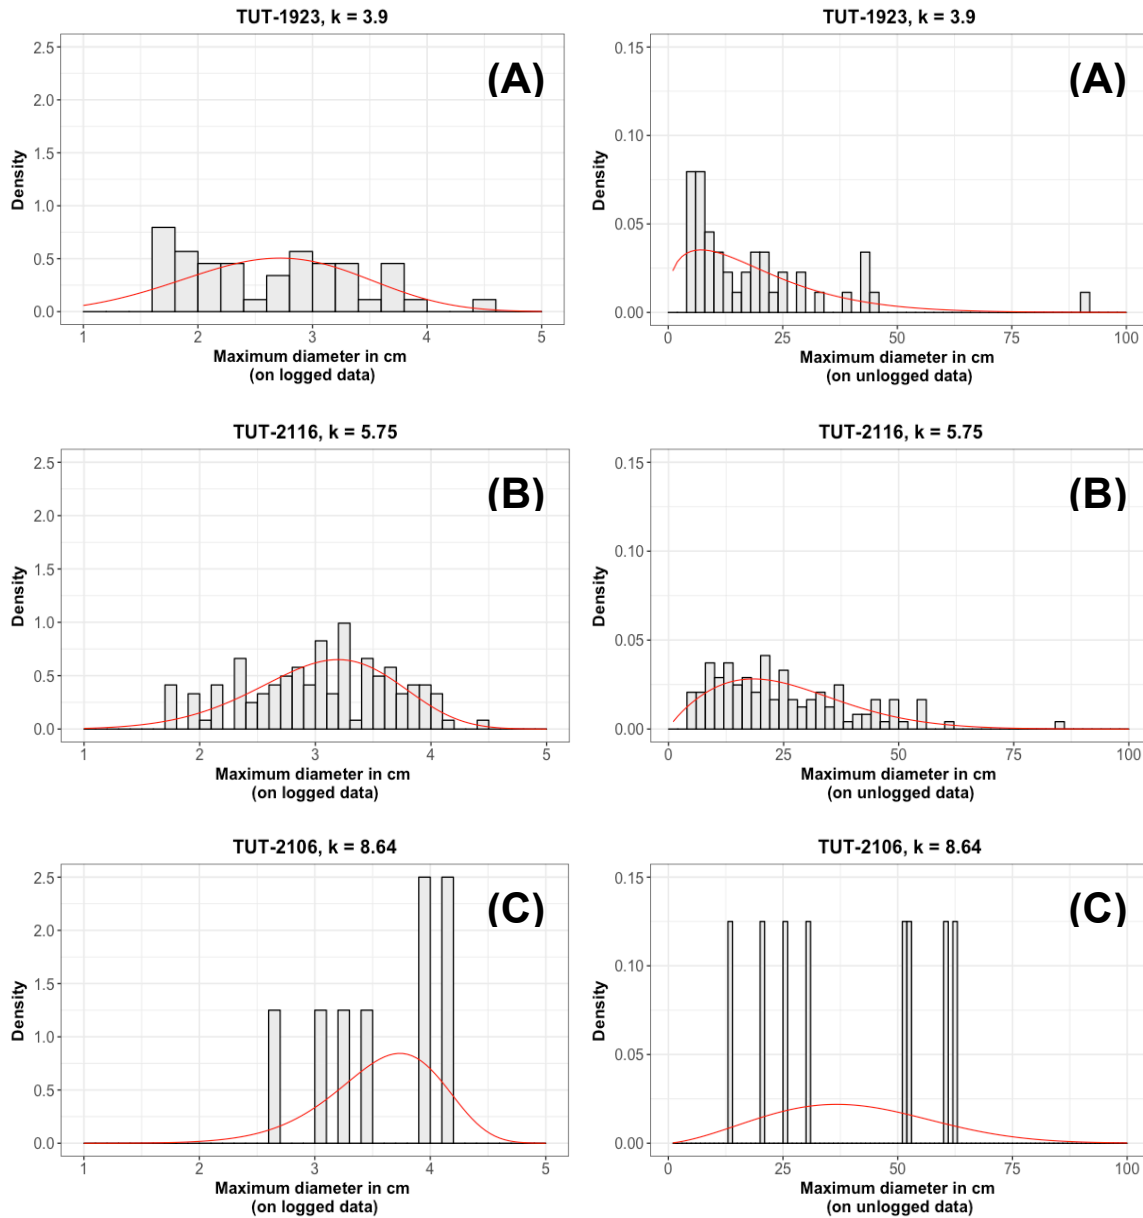 TUT-1923, k = 3.9
(A)
2.5
2.0
1.5
1.0
0.5
0.0
Density
1 2 3 4 5
Maximum diameter in cm
(on logged data)
TUT-1923, k = 3.9
(A)
0.15
0.10
0.05
0.00
Density
0 25 50 75 100
Maximum diameter in cm
(on unlogged data)
TUT-2116, k = 5.75
(B)
2.5
2.0
1.5
1.0
0.5
0.0
Density
1 2 3 4 5
Maximum diameter in cm
(on logged data)
TUT-2116, k = 5.75
(B)
0.15
0.10
0.05
0.00
Density
0 25 50 75 100
Maximum diameter in cm
(on unlogged data)
TUT-2106, k = 8.64
(C)
2.5
2.0
1.5
1.0
0.5
0.0
Density
1 2 3 4 5
Maximum diameter in cm
(on logged data)
TUT-2106, k = 8.64
(C)
0.15
0.10
0.05
0.00
Density
0 25 50 75 100
Maximum diameter in cm
(on unlogged data)